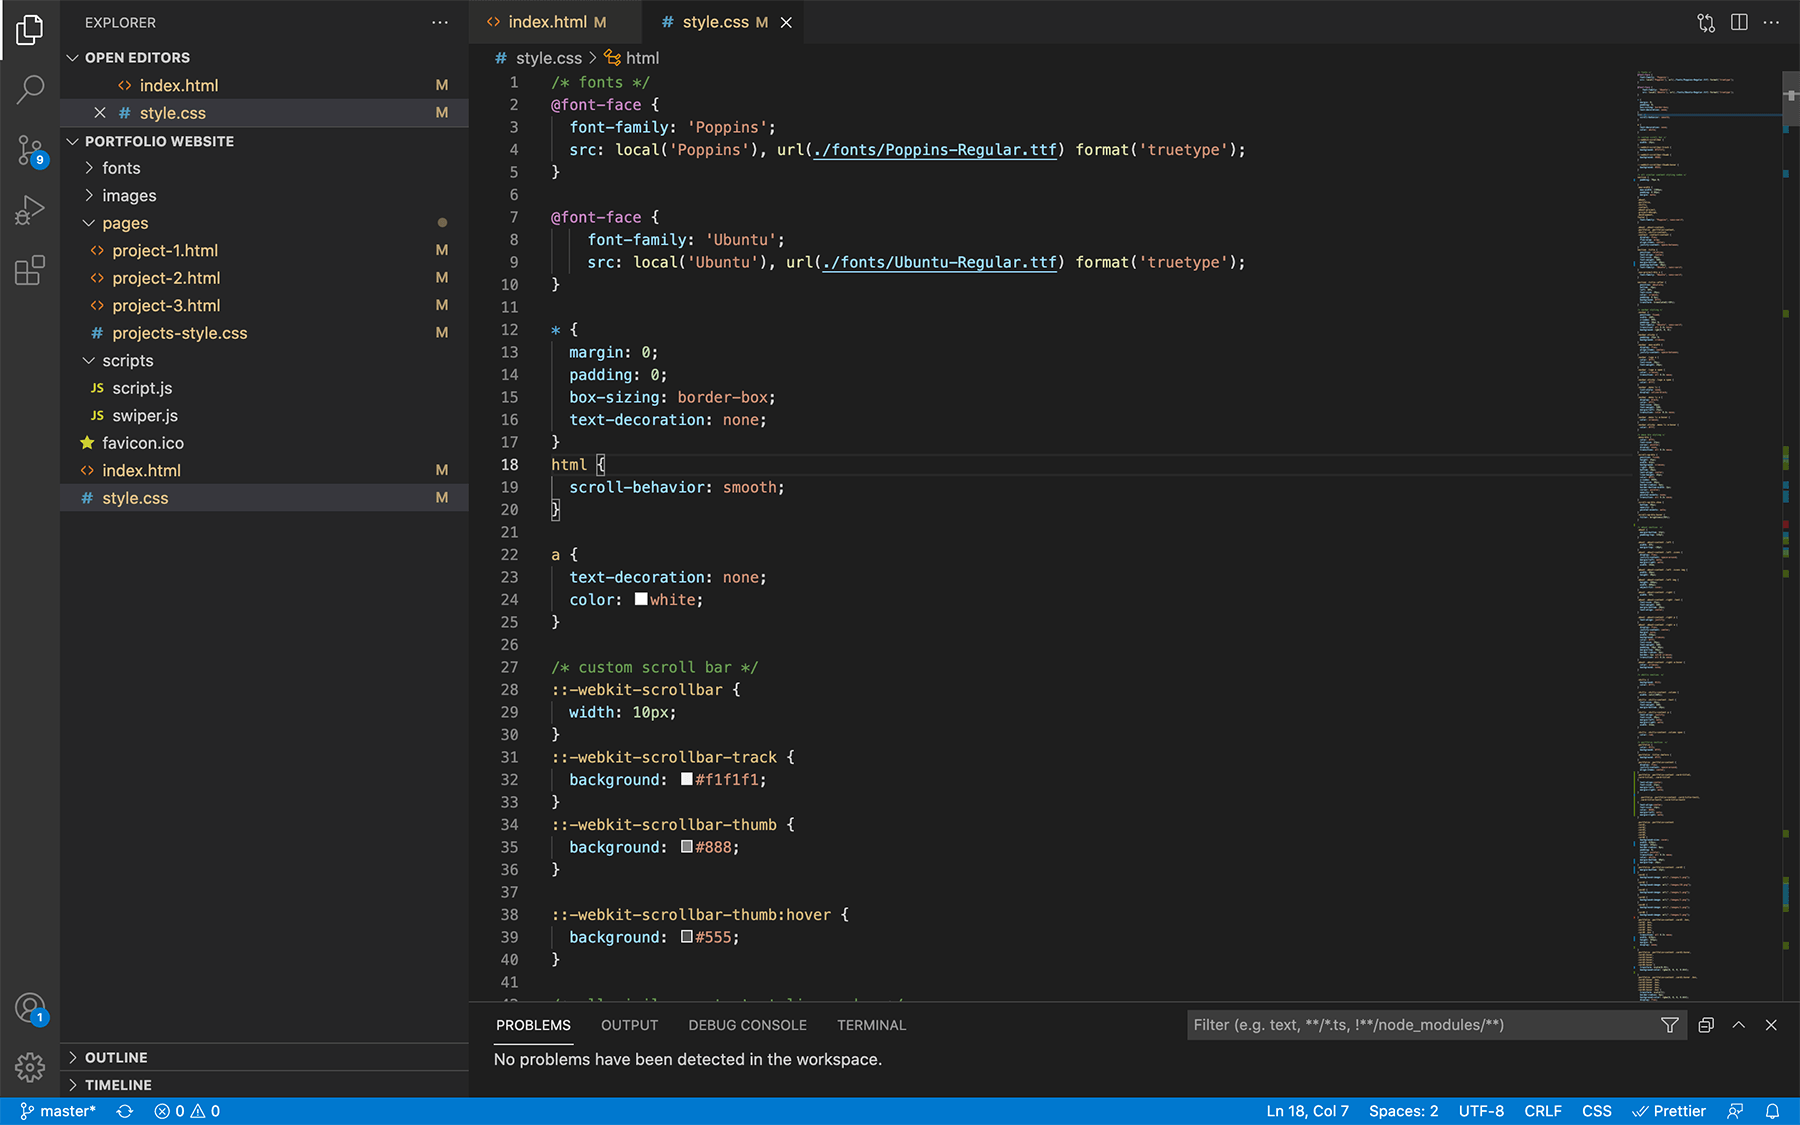 EXPLORER
OPEN EDITORS
index.html M
style.css M
PORTFOLIO WEBSITE
fonts
images
pages
project-1.html M
project-2.html M
project-3.html M
projects-style.css M
scripts
JS script.js
JS swiper.js
favicon.ico
index.html M
# style.css M
9
1
OUTLINE
TIMELINE
index.html M
# style.css M
# style.css > html
1 /* fonts */
2 @font-face {
3 font-family: 'Poppins';
4 src: local('Poppins'), url(./fonts/Poppins-Regular.ttf) format('truetype');
5 }
6
7 @font-face {
8 font-family: 'Ubuntu';
9 src: local('Ubuntu'), url(./fonts/Ubuntu-Regular.ttf) format('truetype');
10 }
11
12 * {
13 margin: 0;
14 padding: 0;
15 box-sizing: border-box;
16 text-decoration: none;
17 }
18 html {
19 scroll-behavior: smooth;
20 }
21
22 a {
23 text-decoration: none;
24 color: white;
25 }
26
27 /* custom scroll bar */
28 ::-webkit-scrollbar {
29 width: 10px;
30 }
31 ::-webkit-scrollbar-track {
32 background: #f1f1f1;
33 }
34 ::-webkit-scrollbar-thumb {
35 background: #888;
36 }
37
38 ::-webkit-scrollbar-thumb:hover {
39 background: #555;
40 }
41
PROBLEMS OUTPUT DEBUG CONSOLE TERMINAL
Filter (e.g. text, **/*.ts, !**/node_modules/**)
No problems have been detected in the workspace.
master* 0 0 Ln 18, Col 7 Spaces: 2 UTF-8 CRLF CSS Prettier